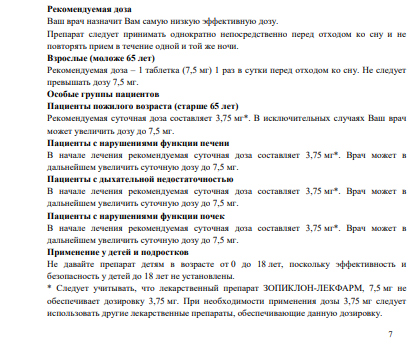 Рекомендуемая доза
Ваш врач назначит Вам самую низкую эффективную дозу.
Препарат следует принимать однократно непосредственно перед отходом ко сну и не
повторять прием в течение одной и той же ночи.
Взрослые (моложе 65 лет)
Рекомендуемая доза – 1 таблетка (7,5 мг) 1 раз в сутки перед отходом ко сну. Не следует
превышать дозу 7,5 мг.
Особые группы пациентов
Пациенты пожилого возраста (старше 65 лет)
Рекомендуемая суточная доза составляет 3,75 мг*. В исключительных случаях Ваш врач
может увеличить дозу до 7,5 мг.
Пациенты с нарушениями функции печени
В начале лечения рекомендуемая суточная доза составляет 3,75 мг*. Врач может в
дальнейшем увеличить суточную дозу до 7,5 мг.
Пациенты с дыхательной недостаточностью
В начале лечения рекомендуемая суточная доза составляет 3,75 мг*. Врач может в
дальнейшем увеличить суточную дозу до 7,5 мг.
Пациенты с нарушениями функции почек
В начале лечения рекомендуемая суточная доза составляет 3,75 мг*. Врач может в
дальнейшем увеличить суточную дозу до 7,5 мг.
Применение у детей и подростков
Не давайте препарат детям в возрасте от 0 до 18 лет, поскольку эффективность и
безопасность у детей до 18 лет не установлены.
* Следует учитывать, что лекарственный препарат ЗОПИКЛОН-ЛЕКФАРМ, 7,5 мг не
обеспечивает дозировку 3,75 мг. При необходимости применения дозы 3,75 мг следует
использовать другие лекарственные препараты, обеспечивающие данную дозировку.
7